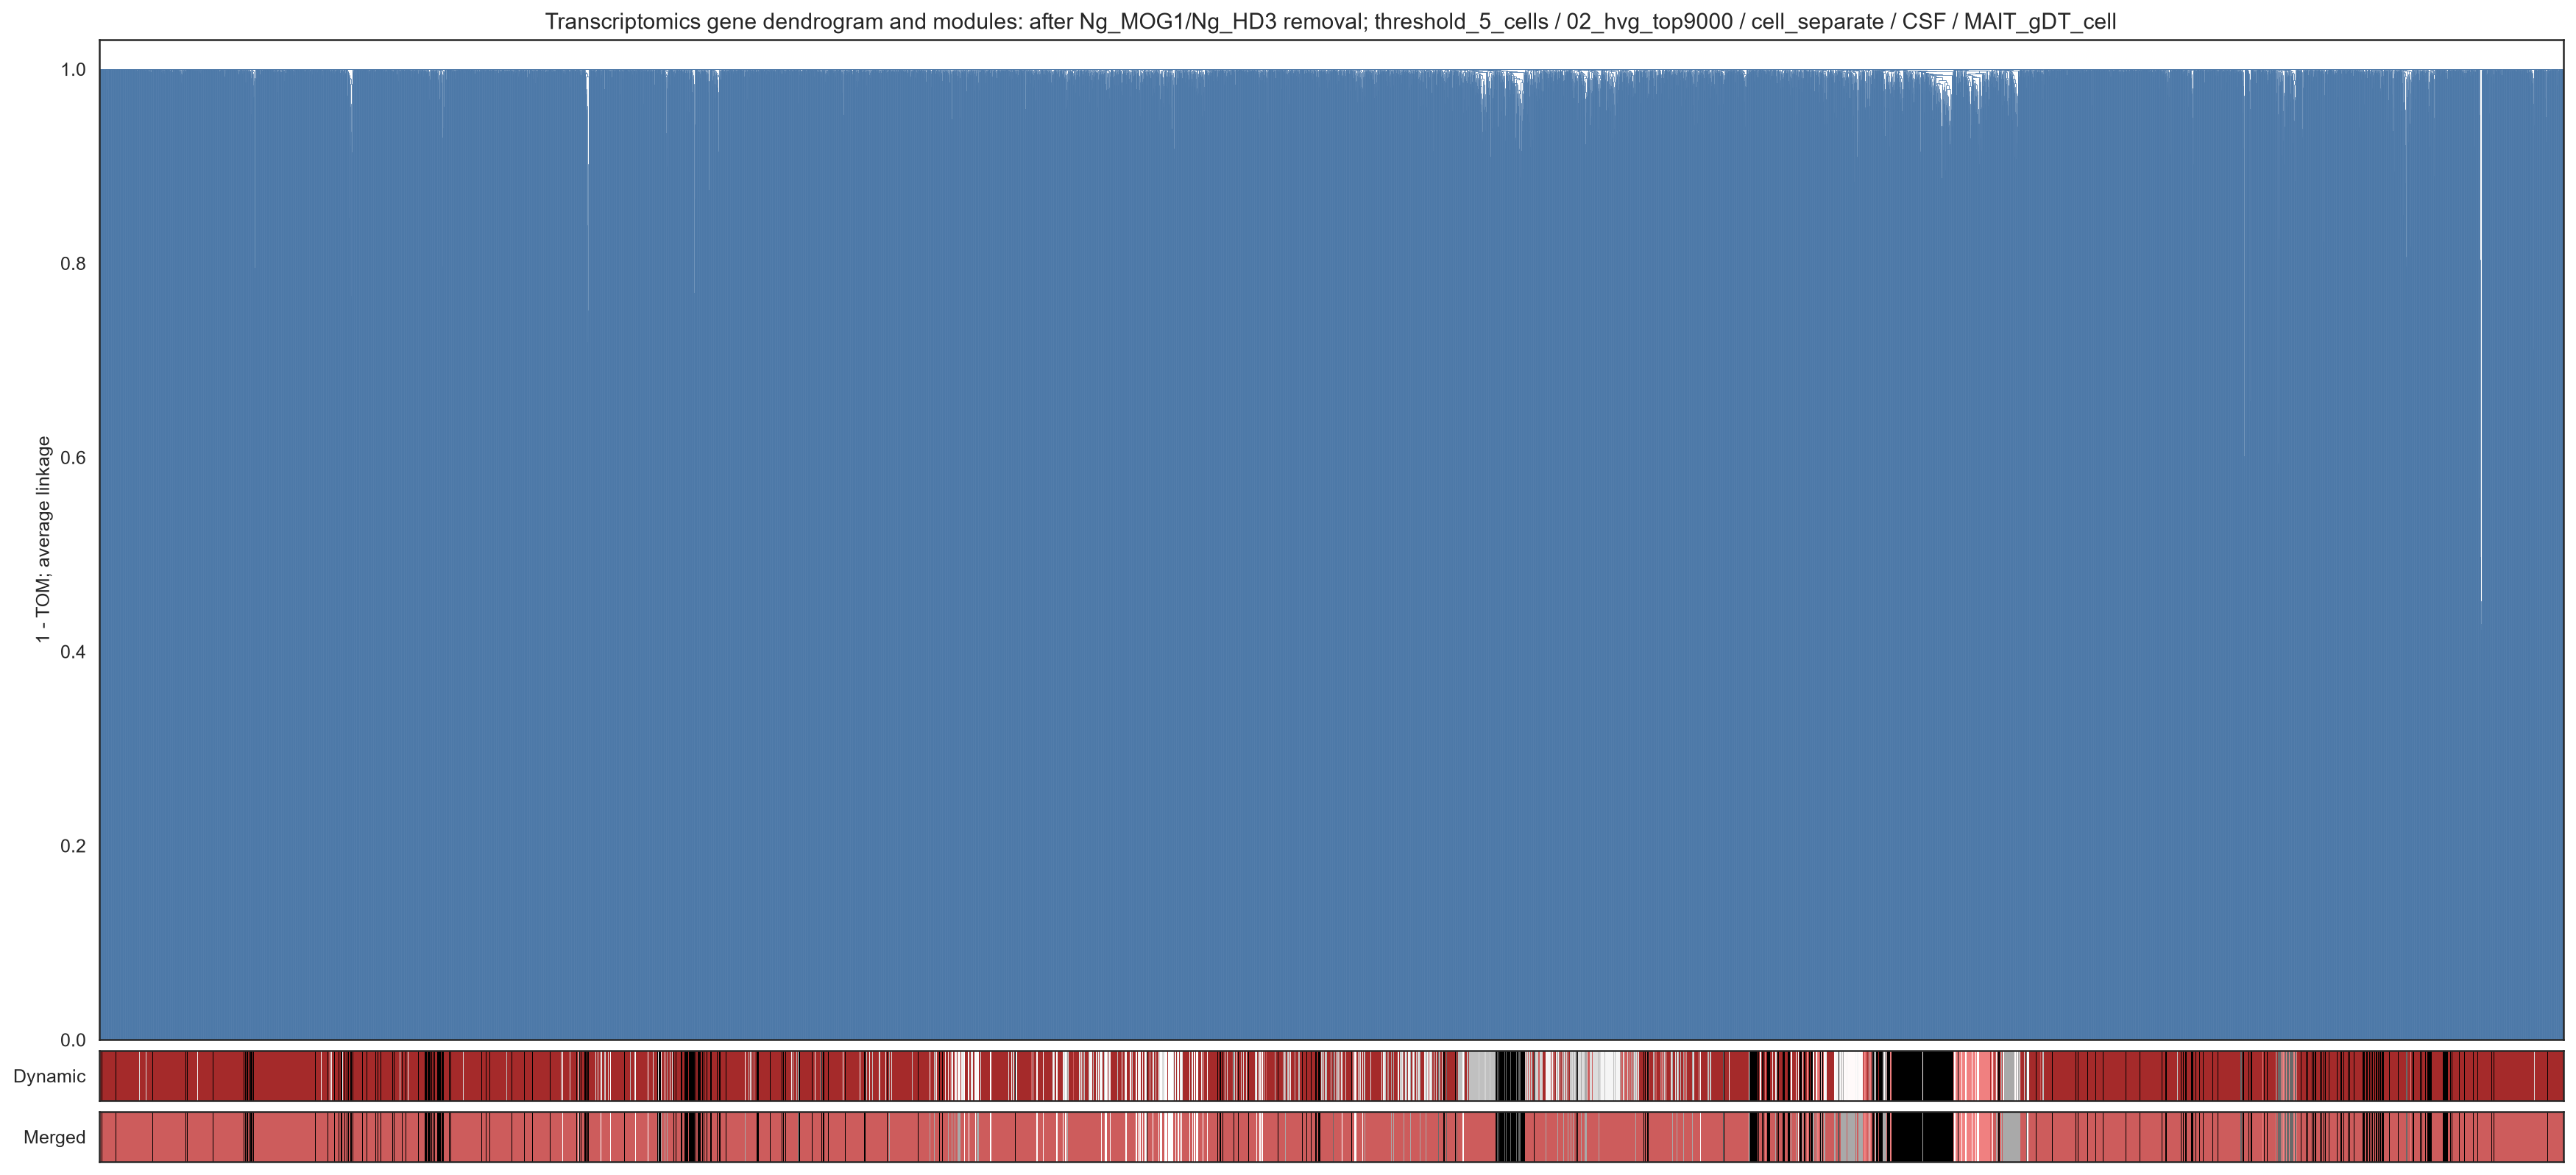 Transcriptomics gene dendrogram and modules: after Ng_MOG1/Ng_HD3 removal; threshold_5_cells / 02_hvg_top9000 / cell_separate / CSF / MAIT_gDT_cell
1.0
0.8
0.6
0.4
0.2
0.0
1 - TOM; average linkage
Dynamic
Merged